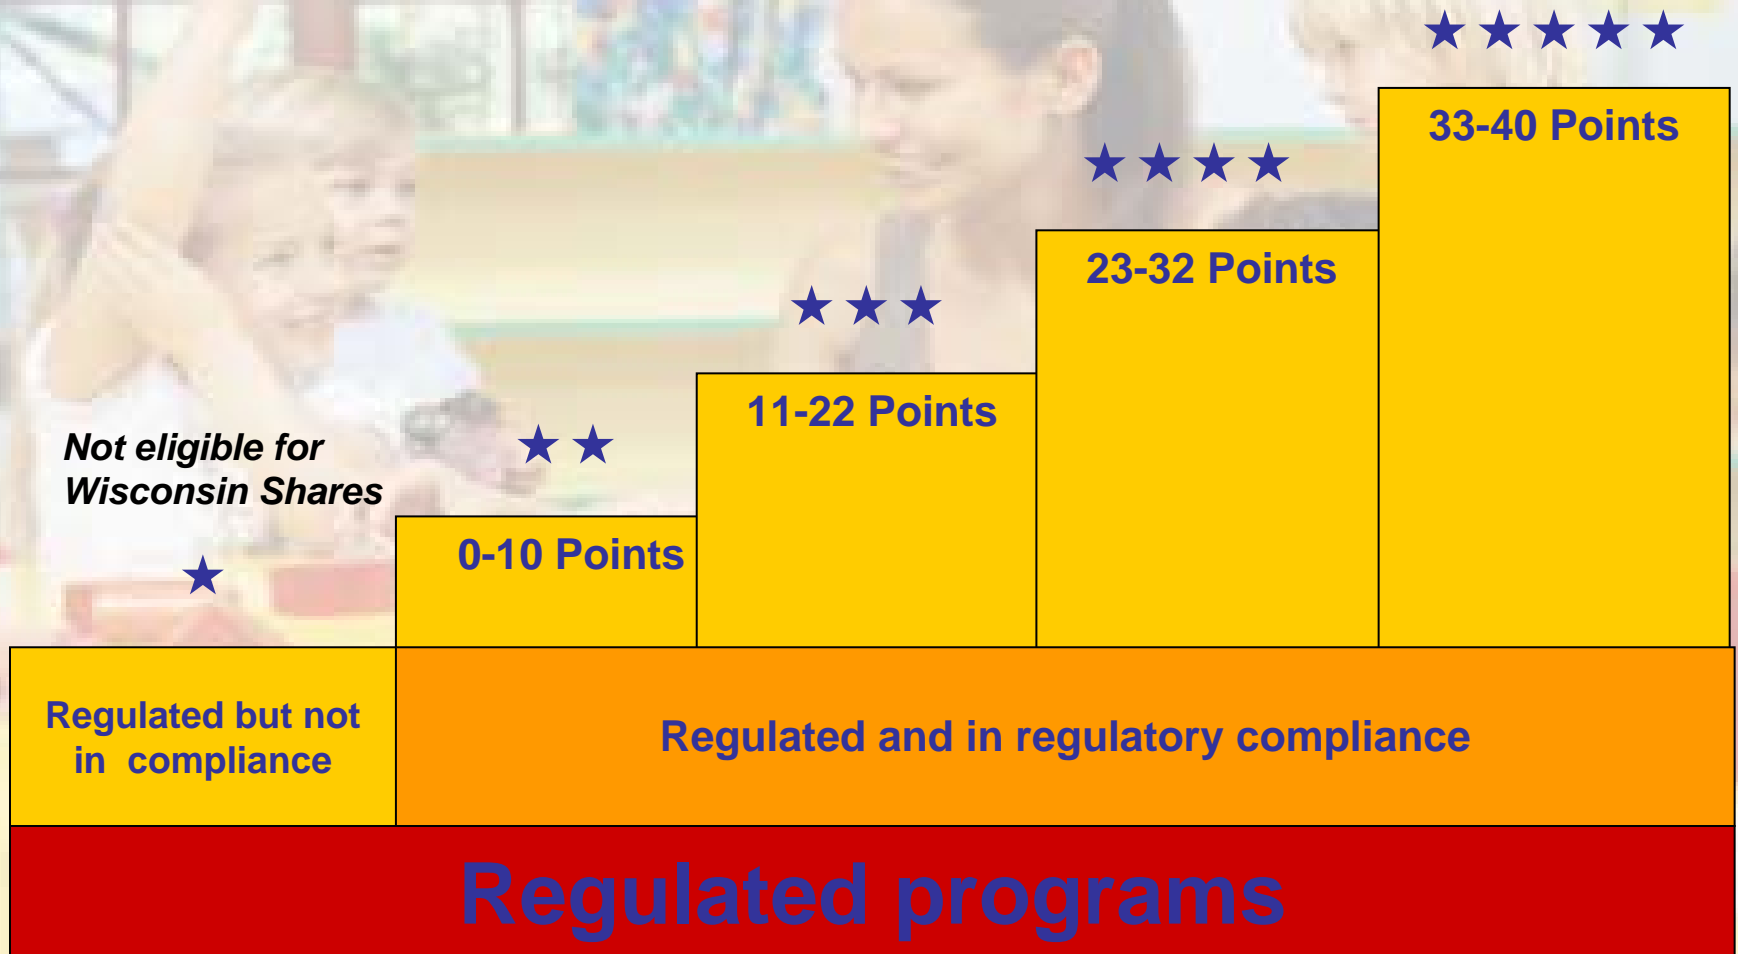 33-40 Points
23-32 Points
11-22 Points
Not eligible for
Wisconsin Shares
0-10 Points
Regulated but not
in compliance
Regulated and in regulatory compliance
Regulated programs